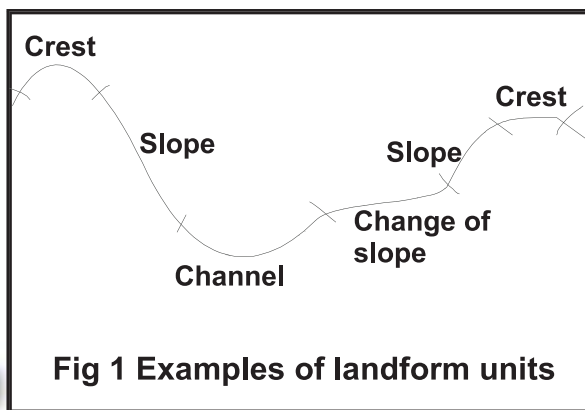 Crest
Crest
Slope
Slope
Change of
slope
Channel
Fig 1 Examples of landform units